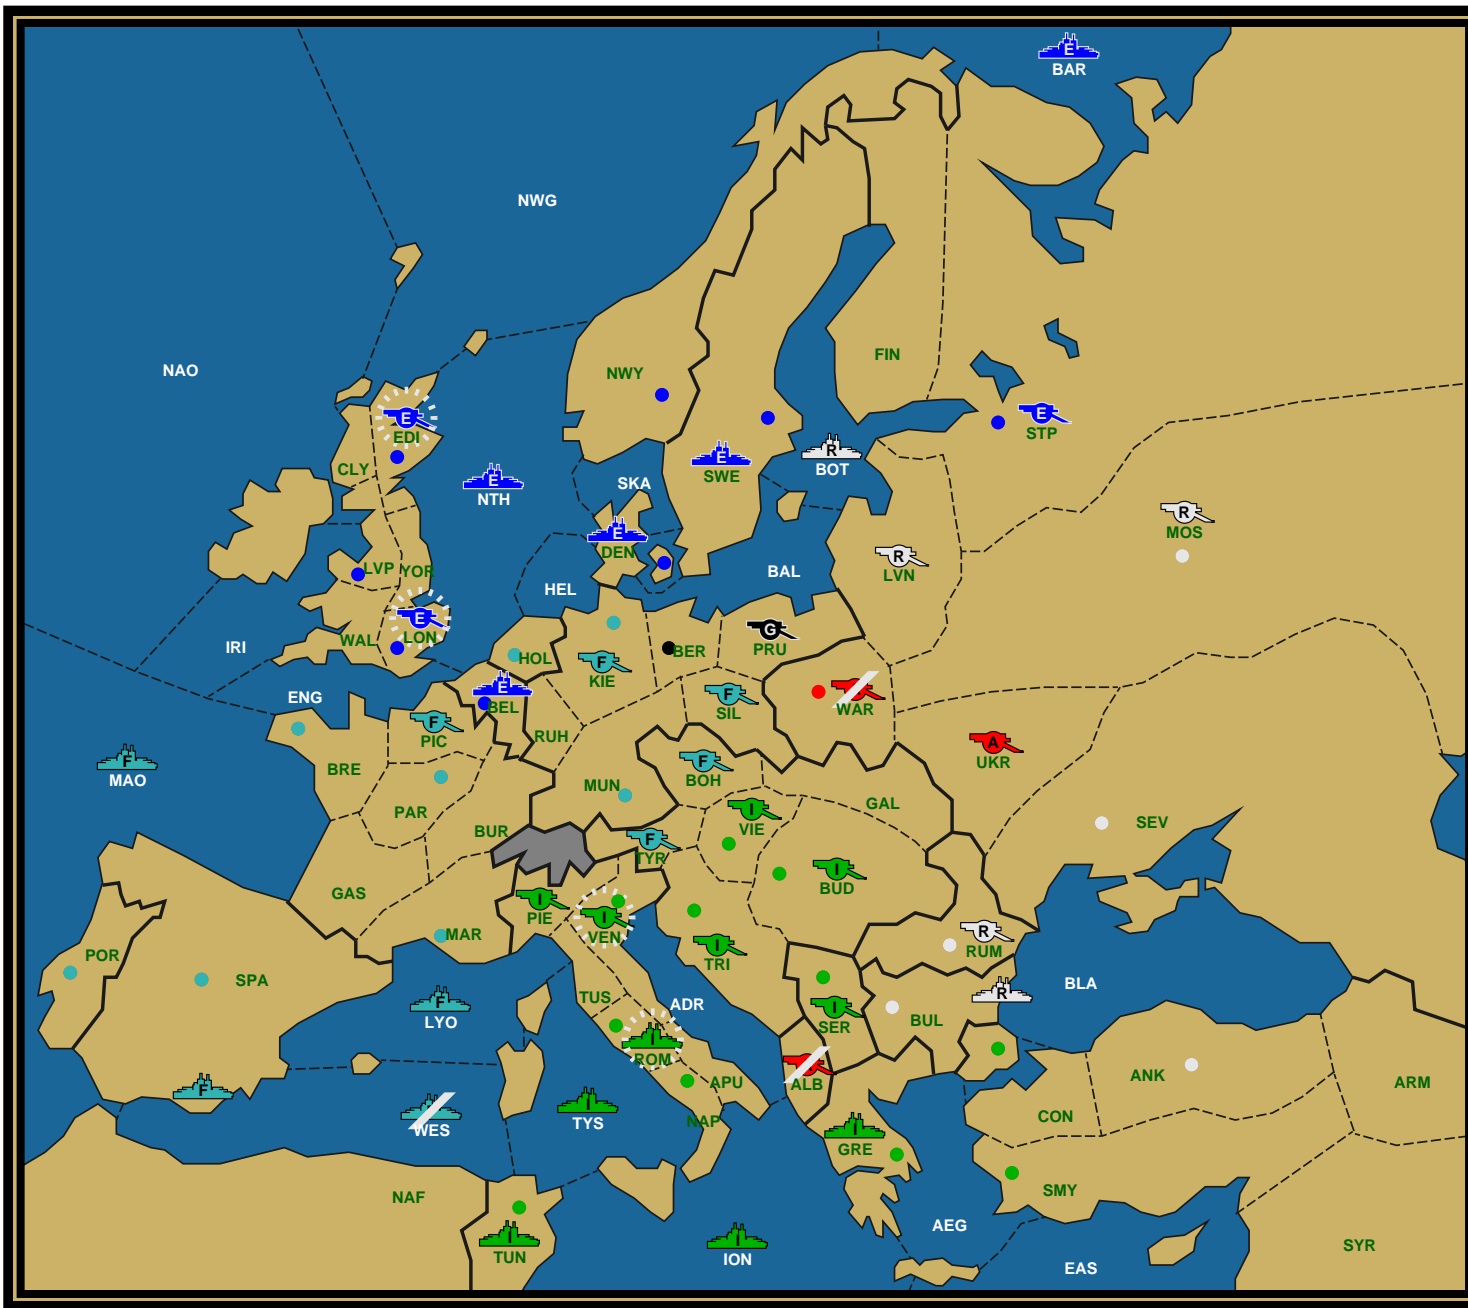 E
BAR
NWG
NAO
FIN
NWY
E
EDI
E
STP
CLY
E
NTH
SKA
E
SWE
R
BOT
R
MOS
E
DEN
R
LVN
LVP
YOR
HEL
BAL
E
LON
WAL
IRI
HOL
BER
G
PRU
F
KIE
ENG
E
BEL
F
SIL
WAR
F
PIC
RUH
A
UKR
F
MAO
BRE
F
BOH
MUN
GAL
PAR
I
VIE
SEV
BUR
F
TYR
I
BUD
GAS
I
PIE
I
VEN
MAR
I
TRI
R
RUM
POR
SPA
BLA
F
LYO
TUS
ADR
R
I
SER
BUL
I
ROM
ALB
ANK
ARM
APU
F
WES
I
TYS
NAP
CON
I
GRE
NAF
SMY
AEG
I
TUN
I
ION
SYR
EAS